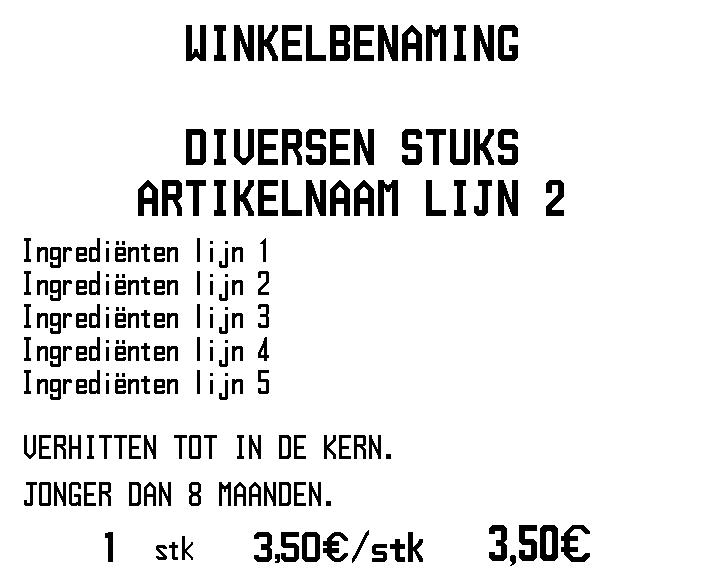 WINKELBENAMING
DIVERSEN STUKS
ARTIKELNAAM LIJN 2
Ingrediënten lijn 1
Ingrediënten lijn 2
Ingrediënten lijn 3
Ingrediënten lijn 4
Ingrediënten lijn 5
VERHITTEN TOT IN DE KERN.
JONGER DAN 8 MAANDEN.
1 stk 3,50€/stk 3,50€